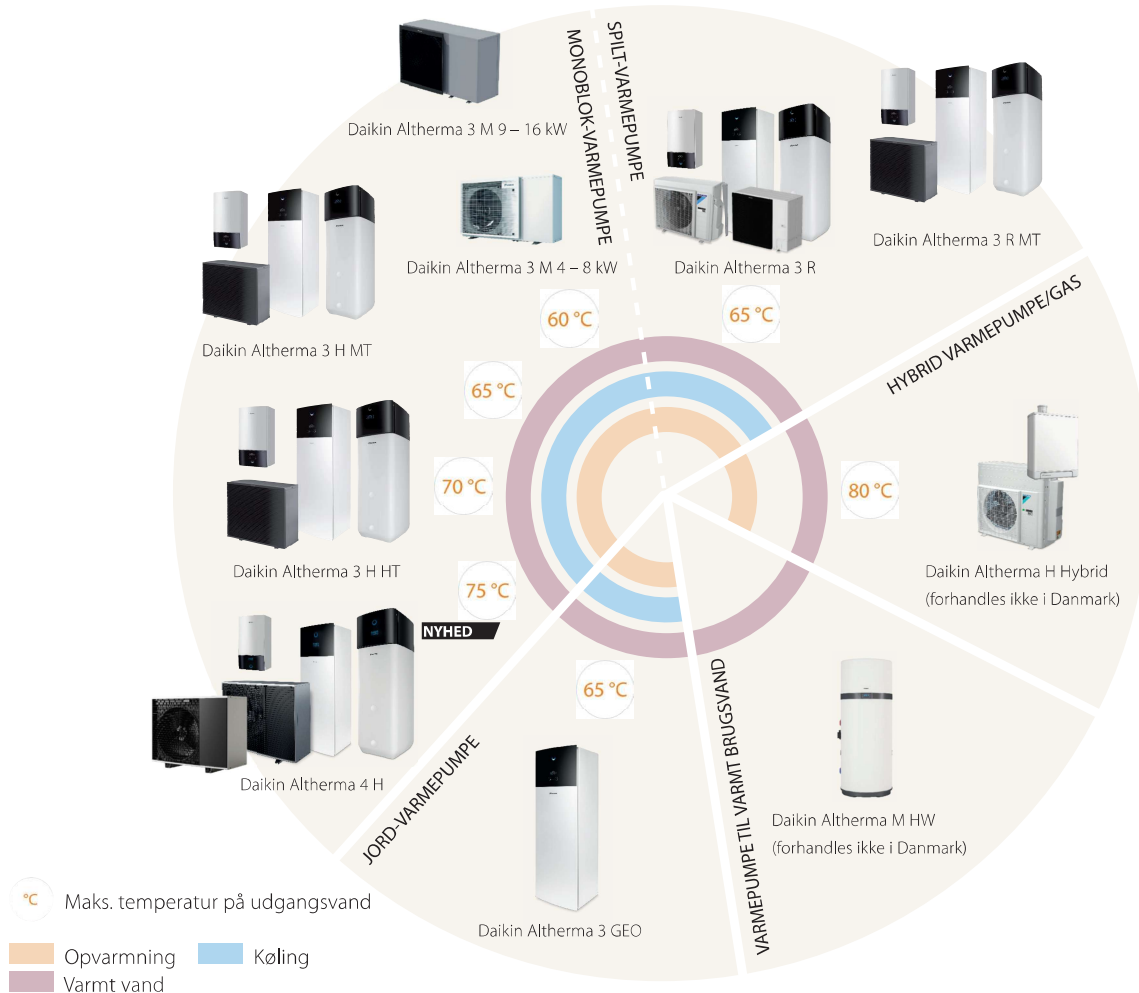 MONOBLOK-VARMEPUMPE
SPILT-VARMEPUMPE
Daikin Altherma 3 M 9 – 16 kW
Daikin Altherma 3 M 4 – 8 kW
Daikin Altherma 3 R
Daikin Altherma 3 R MT
60 °C
65 °C
Daikin Altherma 3 H MT
65 °C
HYBRID VARMEPUMPE/GAS
70 °C
80 °C
Daikin Altherma 3 H HT
Daikin Altherma H Hybrid
(forhandles ikke i Danmark)
75 °C
NYHED
Daikin Altherma 4 H
65 °C
JORD-VARMEPUMPE
VARMEPUMPE TIL VARMT BRUGSVAND
Daikin Altherma M HW
(forhandles ikke i Danmark)
Daikin Altherma 3 GEO
°C Maks. temperatur på udgangsvand
Opvarmning Køling
Varmt vand